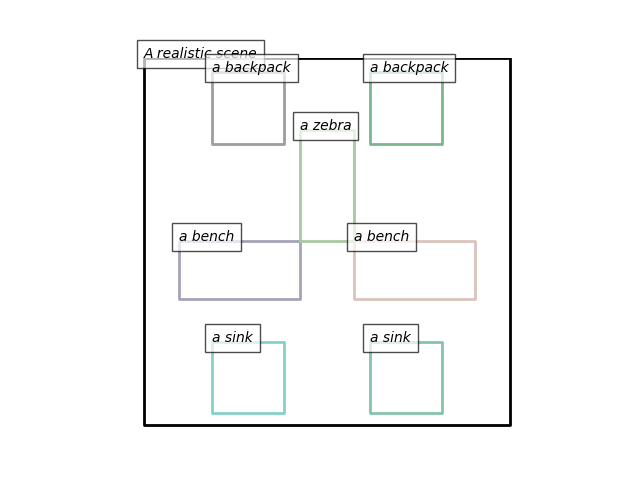 A realistic scene
a backpack
a backpack
a zebra
a bench
a bench
a sink
a sink